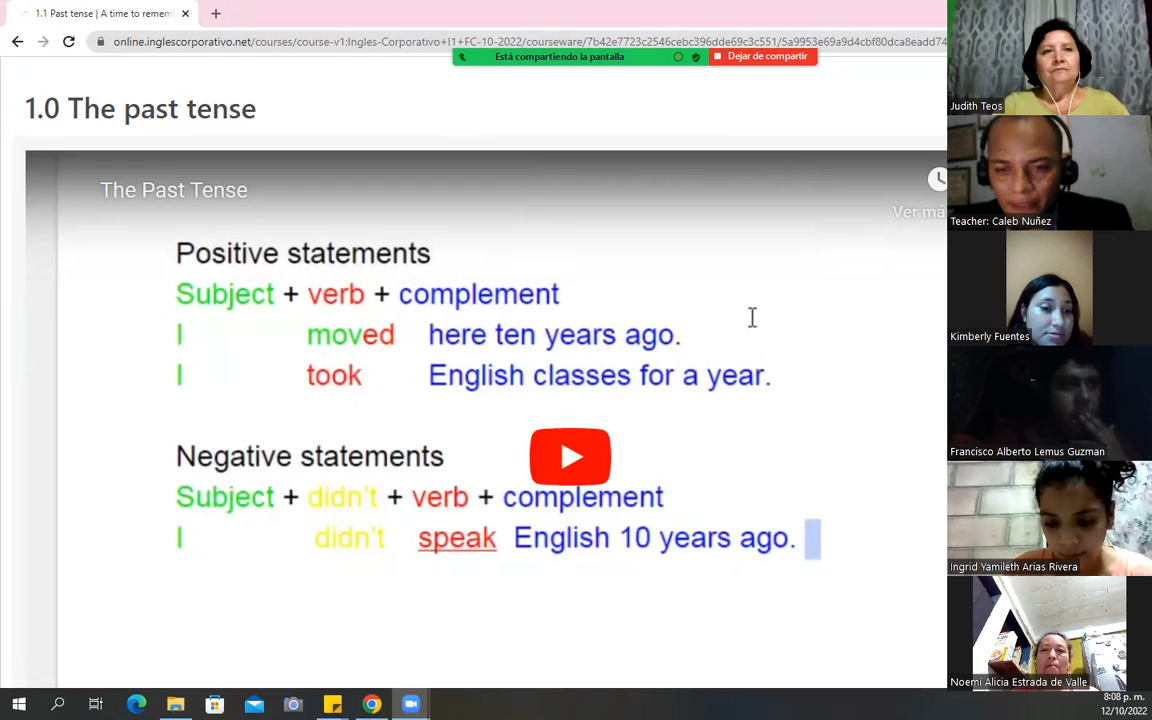 1.1 Past tense | A time to remem
online.inglescorporativo.net/courses/course-v1:Ingles-Corporativo+I1+FC-10-2022/courseware/7b42e7723c2546cebc396dde69c3c551/5a9953e69a9d4cbf80dca8eadd74
Está compartiendo la pantalla
Dejar de compartir
1.0 The past tense
The Past Tense
Ver má
Positive statements
Subject + verb + complement
I moved here ten years ago.
I took English classes for a year.
Negative statements
Subject + didn't + verb + complement
I didn't speak English 10 years ago.
Judith Teos
Teacher: Caleb Nuñez
Kimberly Fuentes
Francisco Alberto Lemus Guzman
Ingrid Yamileth Arias Rivera
Noemi Alicia Estrada de Valle
8:08 p. m.
12/10/2022